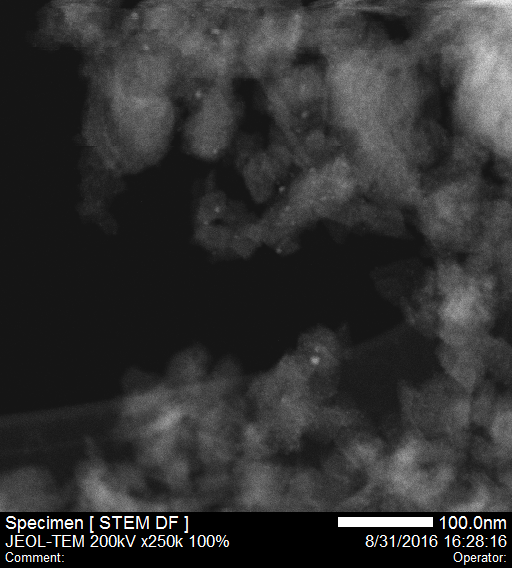 Specimen [ STEM DF ] 100.0nm
JEOL-TEM 200kV x250k 100% 8/31/2016 16:28:16
Comment: Operator: